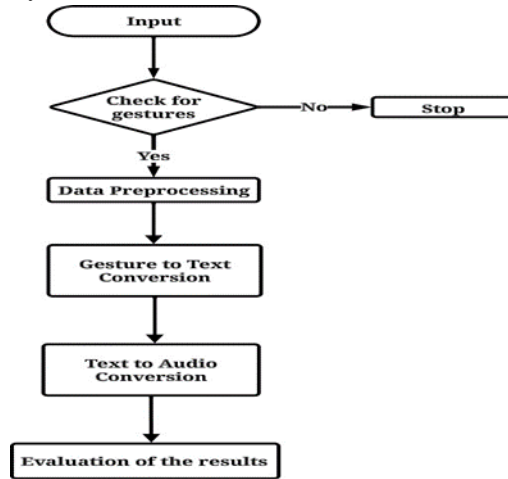 Input
Check for
gestures
No
Stop
Yes
Data Preprocessing
Gesture to Text
Conversion
Text to Audio
Conversion
Evaluation of the results